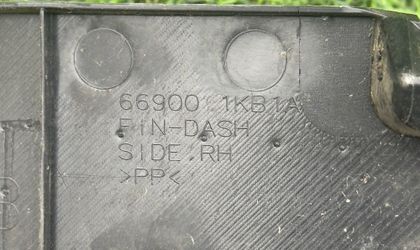 66900 1KB1A
FIN-DASH
SIDE.RH
>PP<